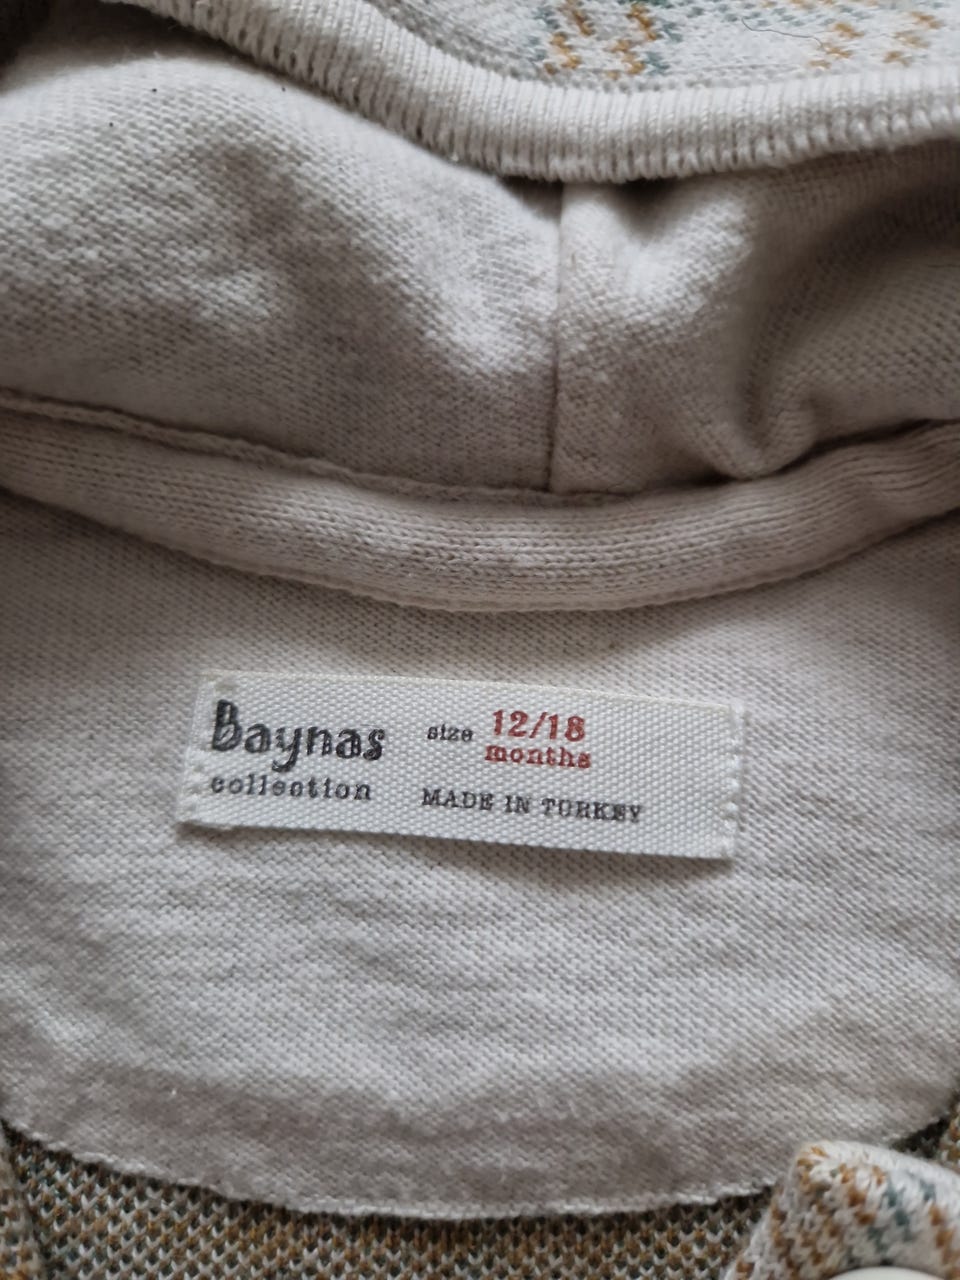 Baynas
collection
size 12/18
months
MADE IN TURKEY